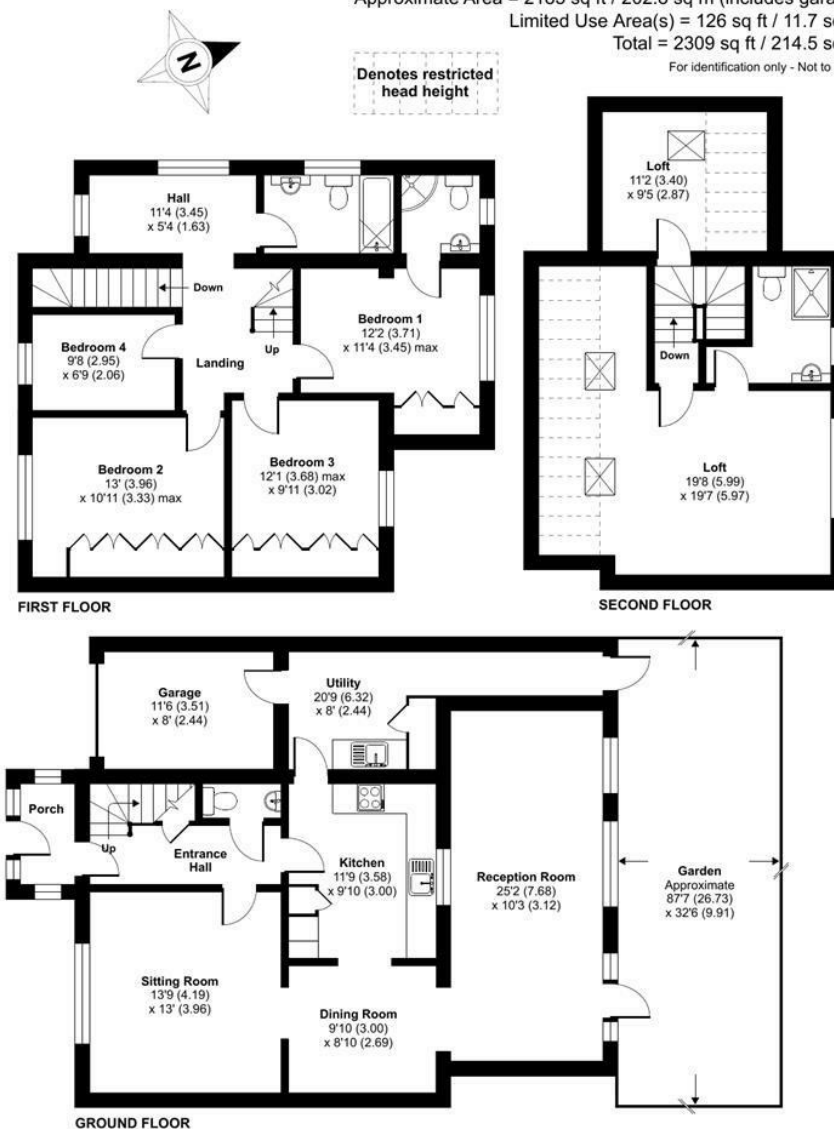 Approximate Area = 2183 sq ft / 202.8 sq m (includes gara
Limited Use Area(s) = 126 sq ft / 11.7 sq
Total = 2309 sq ft / 214.5 sq
For identification only - Not to
N
Denotes restricted
head height
Hall
11'4 (3.45)
x 5'4 (1.63)
Down
Bedroom 1
12'2 (3.71)
x 11'4 (3.45) max
Up
Bedroom 4
9'8 (2.95)
x 6'9 (2.06)
Landing
Bedroom 2
13' (3.96)
x 10'11 (3.33) max
Bedroom 3
12'1 (3.68) max
x 9'11 (3.02)
FIRST FLOOR
Loft
11'2 (3.40)
x 9'5 (2.87)
Down
Loft
19'8 (5.99)
x 19'7 (5.97)
SECOND FLOOR
Garage
11'6 (3.51)
x 8' (2.44)
Utility
20'9 (6.32)
x 8' (2.44)
Porch
Up
Entrance
Hall
Kitchen
11'9 (3.58)
x 9'10 (3.00)
Reception Room
25'2 (7.68)
x 10'3 (3.12)
Garden
Approximate
87'7 (26.73)
x 32'6 (9.91)
Sitting Room
13'9 (4.19)
x 13' (3.96)
Dining Room
9'10 (3.00)
x 8'10 (2.69)
GROUND FLOOR